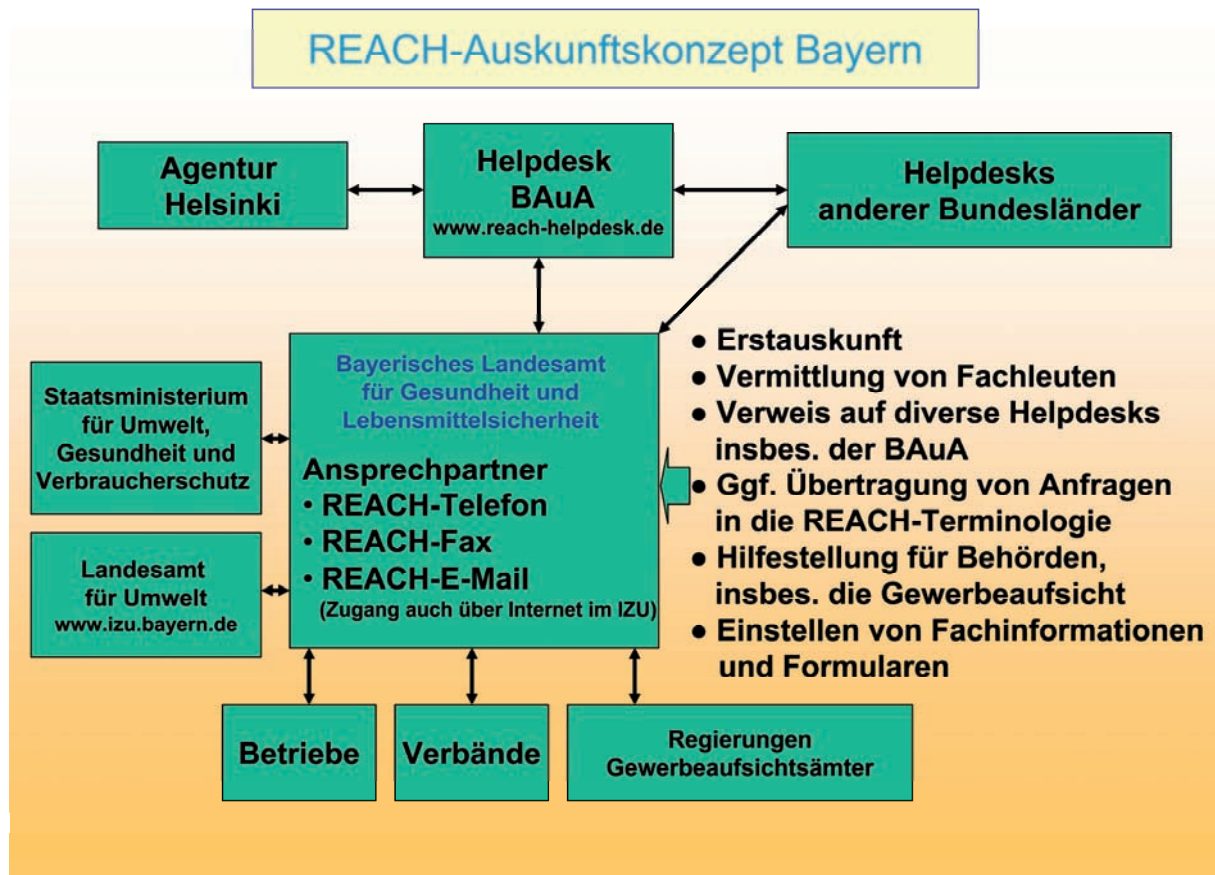 REACH-Auskunftskonzept Bayern
Agentur
Helsinki
Helpdesk
BAuA
www.reach-helpdesk.de
Helpdesks
anderer Bundesländer
Staatsministerium
für Umwelt,
Gesundheit und
Verbraucherschutz
Landesamt
für Umwelt
www.izu.bayern.de
Bayerisches Landesamt
für Gesundheit und
Lebensmittelsicherheit
Ansprechpartner
• REACH-Telefon
• REACH-Fax
• REACH-E-Mail
(Zugang auch über Internet im IZU)
● Erstauskunft
● Vermittlung von Fachleuten
● Verweis auf diverse Helpdesks
insbes. der BAuA
● Ggf. Übertragung von Anfragen
in die REACH-Terminologie
● Hilfestellung für Behörden,
insbes. die Gewerbeaufsicht
● Einstellen von Fachinformationen
und Formularen
Betriebe
Verbände
Regierungen
Gewerbeaufsichtsämter